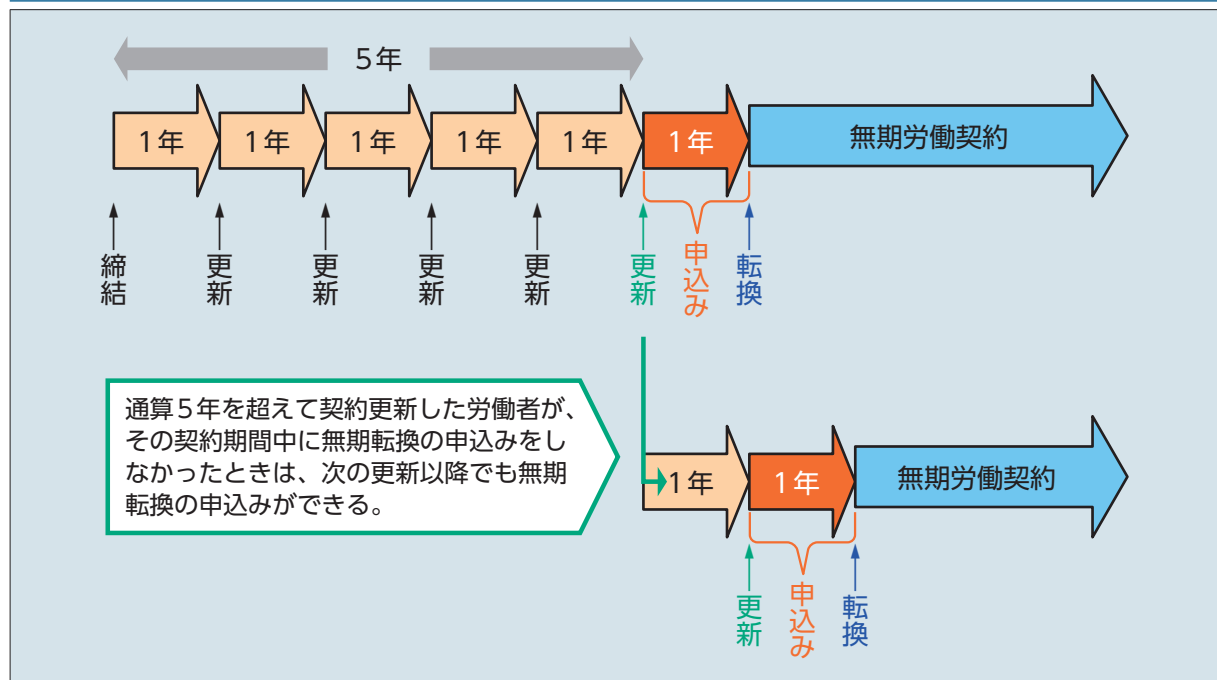 5年
1年 1年 1年 1年 1年 1年 無期労働契約
締結 更新 更新 更新 更新 更新 申込み 転換
通算5年を超えて契約更新した労働者が、
その契約期間中に無期転換の申込みをし
なかったときは、次の更新以降でも無期
転換の申込みができる。
1年 1年 無期労働契約
更新 申込み 転換